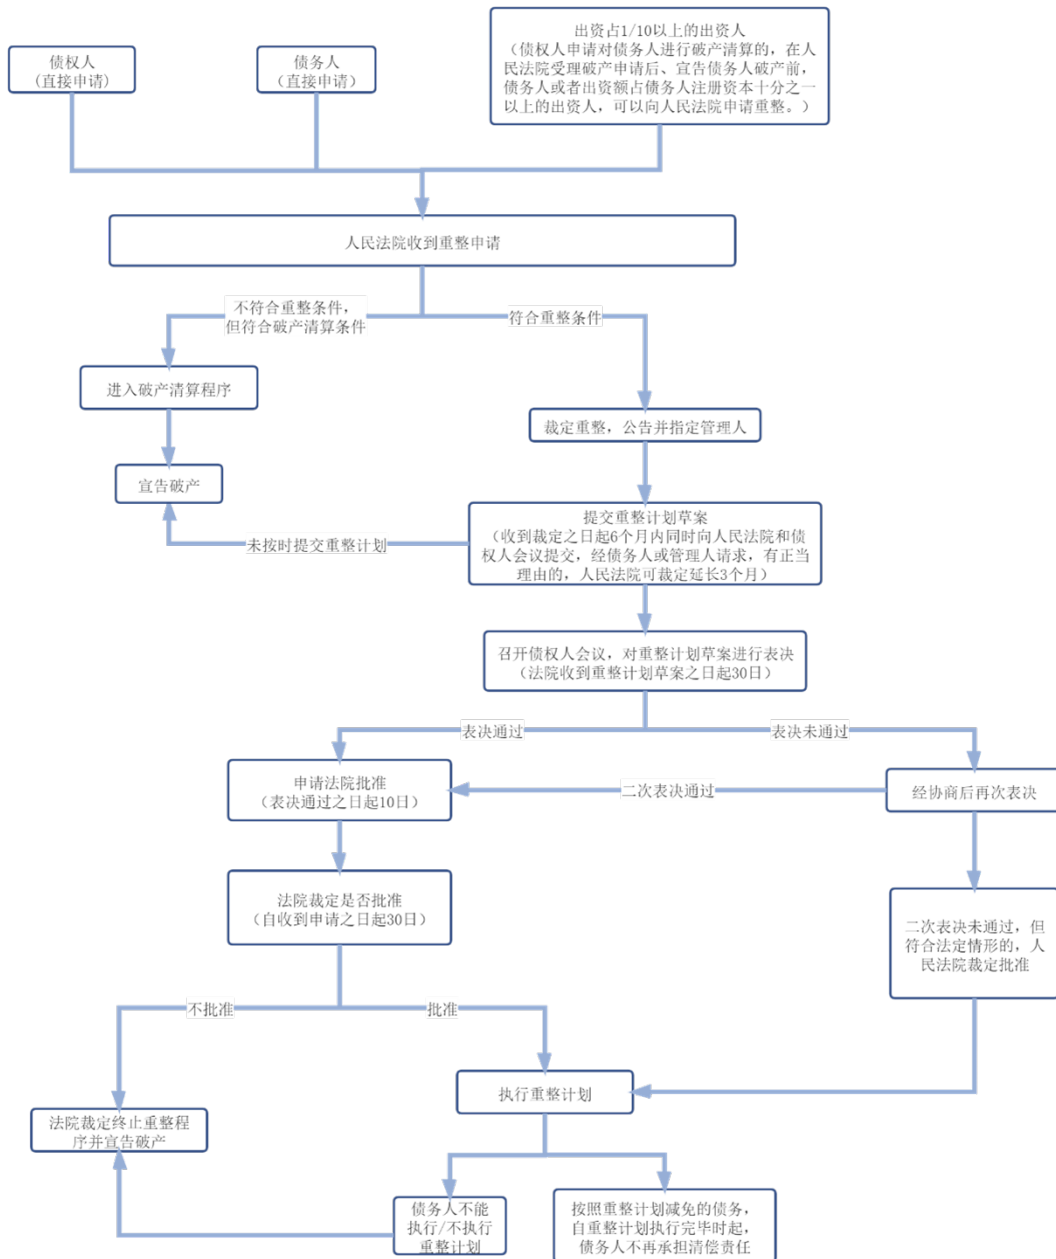 债权人
(直接申请)
债务人
（直接申请）
出资占1/10以上的出资人
（债权人申请对债务人进行破产清算的，在人
民法院受理破产申请后、宣告债务人破产前，
债务人或者出资额占债务人注册资本十分之一
以上的出资人，可以向人民法院申请重整。）
人民法院收到重整申请
不符合重整条件，
但符合破产清算条件
符合重整条件
进入破产清算程序
裁定重整，公告并指定管理人
宣告破产
提交重整计划草案
（收到裁定之日起6个月内同时向人民法院和债
权人会议提交，经债务人或管理人请求，有正当
理由的，人民法院可裁定延长3个月）
未按时提交重整计划
召开债权人会议，对重整计划草案进行表决
（法院收到重整计划草案之日起30日）
表决通过
表决未通过
申请法院批准
（表决通过之日起10日）
二次表决通过
经协商后再次表决
法院裁定是否批准
（自收到申请之日起30日）
二次表决未通过，但
符合法定情形的，人
民法院裁定批准
不批准
批准
执行重整计划
法院裁定终止重整程
序并宣告破产
债务人不能
执行/不执行
重整计划
按照重整计划减免的债务，
自重整计划执行完毕时起，
债务人不再承担清偿责任